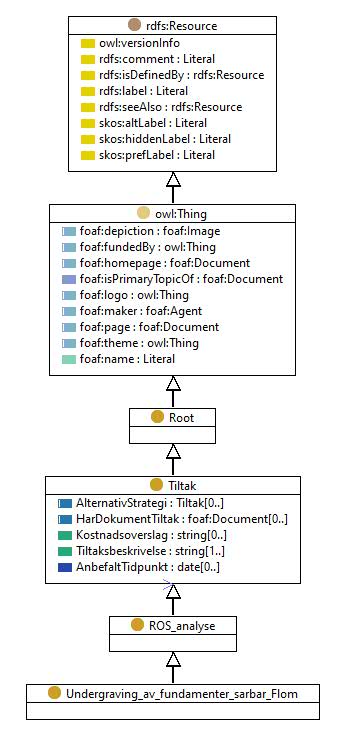 rdfs:Resource
owl:versionInfo
rdfs:comment : Literal
rdfs:isDefinedBy : rdfs:Resource
rdfs:label : Literal
rdfs:seeAlso : rdfs:Resource
skos:altLabel : Literal
skos:hiddenLabel : Literal
skos:prefLabel : Literal
owl:Thing
foaf:depiction : foaf:Image
foaf:fundedBy : owl:Thing
foaf:homepage : foaf:Document
foaf:isPrimaryTopicOf : foaf:Document
foaf:logo : owl:Thing
foaf:maker : foaf:Agent
foaf:page : foaf:Document
foaf:theme : owl:Thing
foaf:name : Literal
Root
Tiltak
AlternativStrategi : Tiltak[0..]
HarDokumentTiltak : foaf:Document[0..]
Kostnadsoverslag : string[0..]
Tiltaksbeskrivelse : string[1..]
AnbefaltTidpunkt : date[0..]
ROS_analyse
Undergraving_av_fundamenter_sarbar_Flom